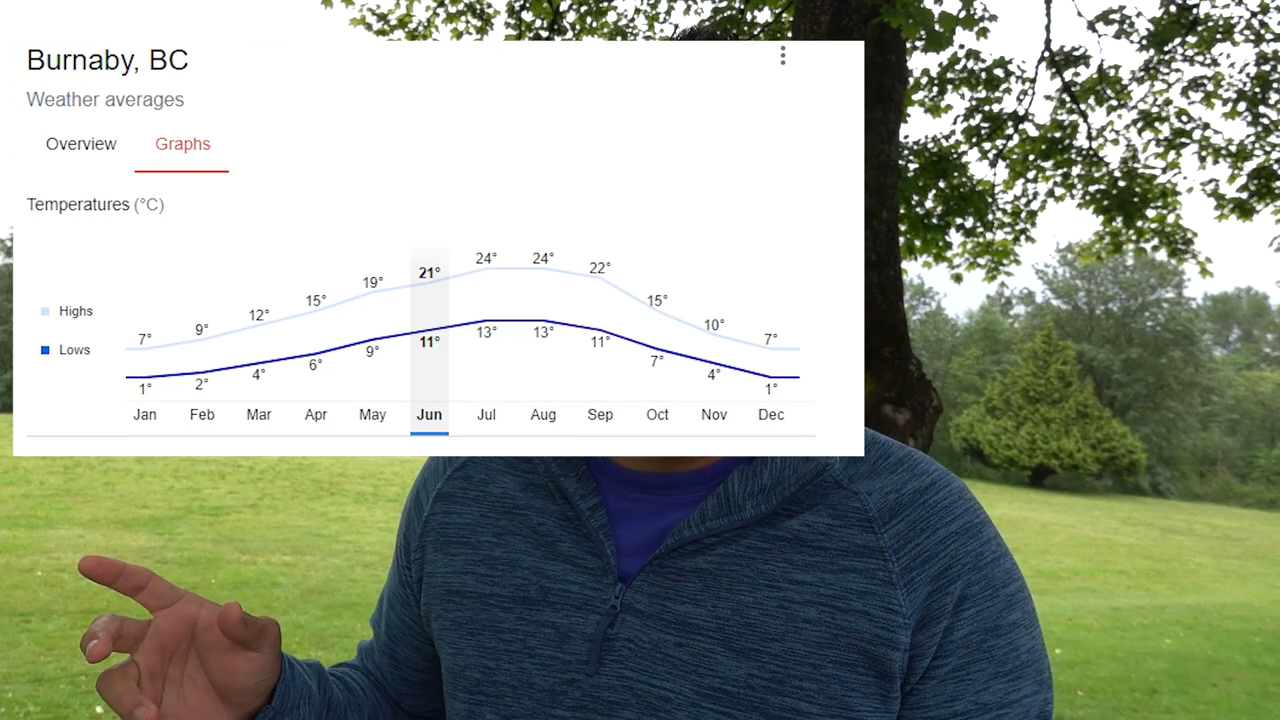 Burnaby, BC
Weather averages
Overview Graphs
Temperatures (°C)
24° 24°
22°
21°
19°
15° 15°
12°
10°
9°
7° 7°
Highs
13° 13°
11° 11°
9°
Lows
7°
6°
4° 4°
2°
1° 1°
Jan Feb Mar Apr May Jun Jul Aug Sep Oct Nov Dec